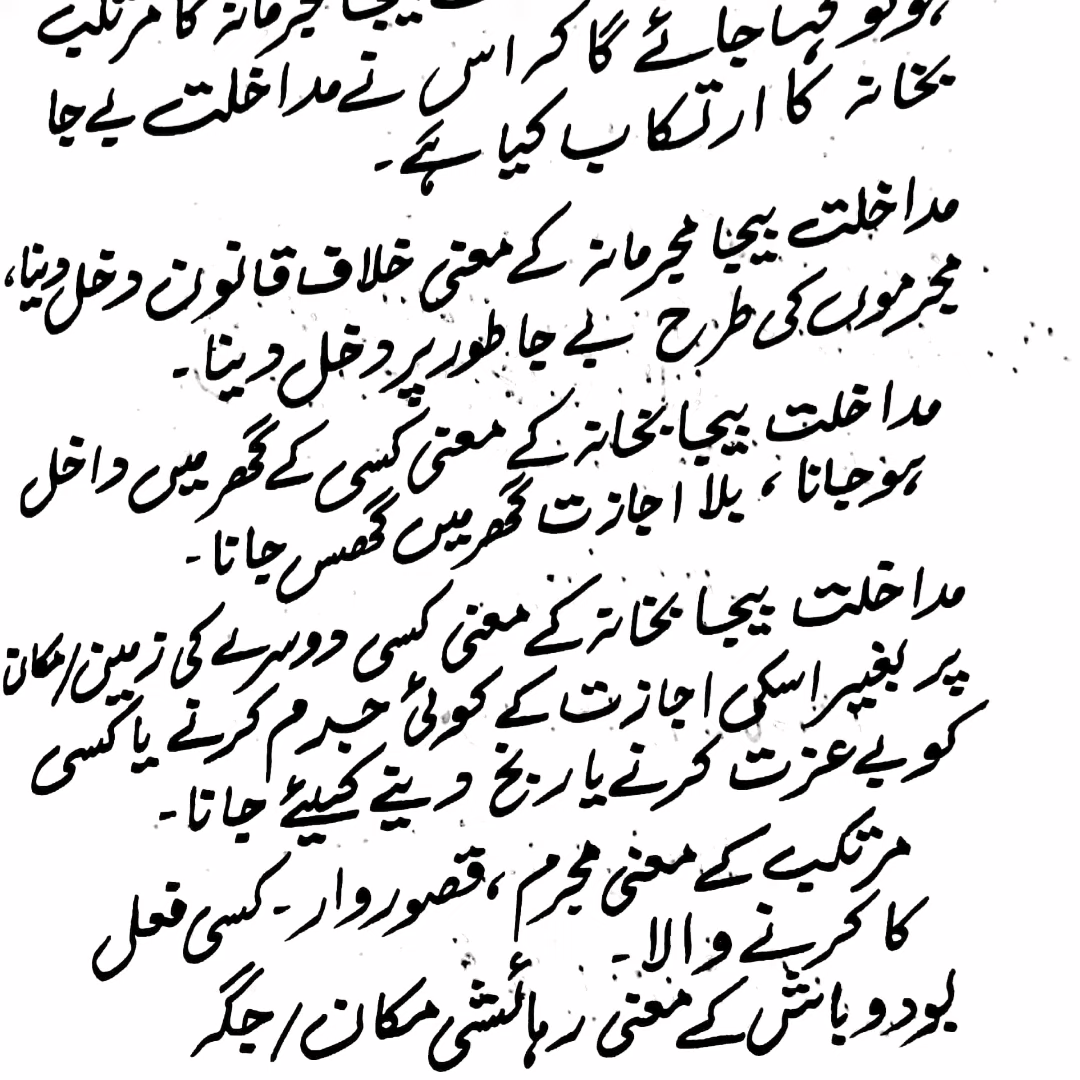 بیجا مجرمانہ کا مرتکب
ہو تو کہا جائے گا کہ اس نے مداخلت بے جا
بخانہ کا ارتکاب کیا ہے۔
مداخلت بیجا مجرمانہ کے معنی خلاف قانون دخل دینا،
مجرموں کی طرح بے جا طور پر دخل دینا۔
مداخلت بیجا بخانہ کے معنی کسی کے گھر میں داخل
ہوجانا ، بلا اجازت گھر میں گھس جانا۔
مداخلت بیجا بخانہ کے معنی کسی دوسرے کی زمین/مکان
پر بغیر اسکی اجازت کے کوئی جرم کرنے یا کسی
کو بے عزت کرنے یا رنج دینے کیلئے جانا۔
مرتکب کے معنی مجرم ، قصوروار ۔ کسی فعل
کا کرنے والا۔
بودوباش کے معنی رہائشی مکان / جگہ